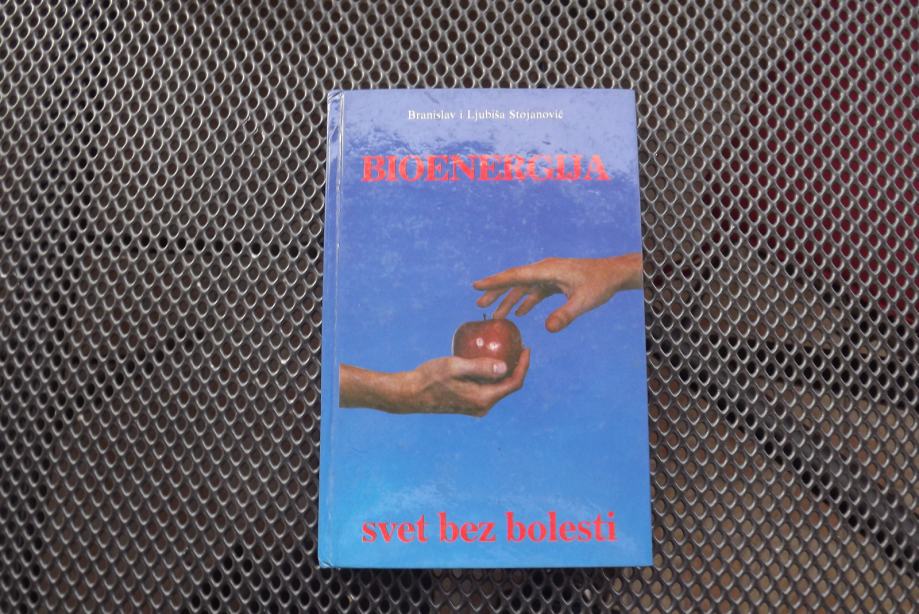 Branislav i Ljubiša Stojanović
BIOENERGIJA
svet bez bolesti